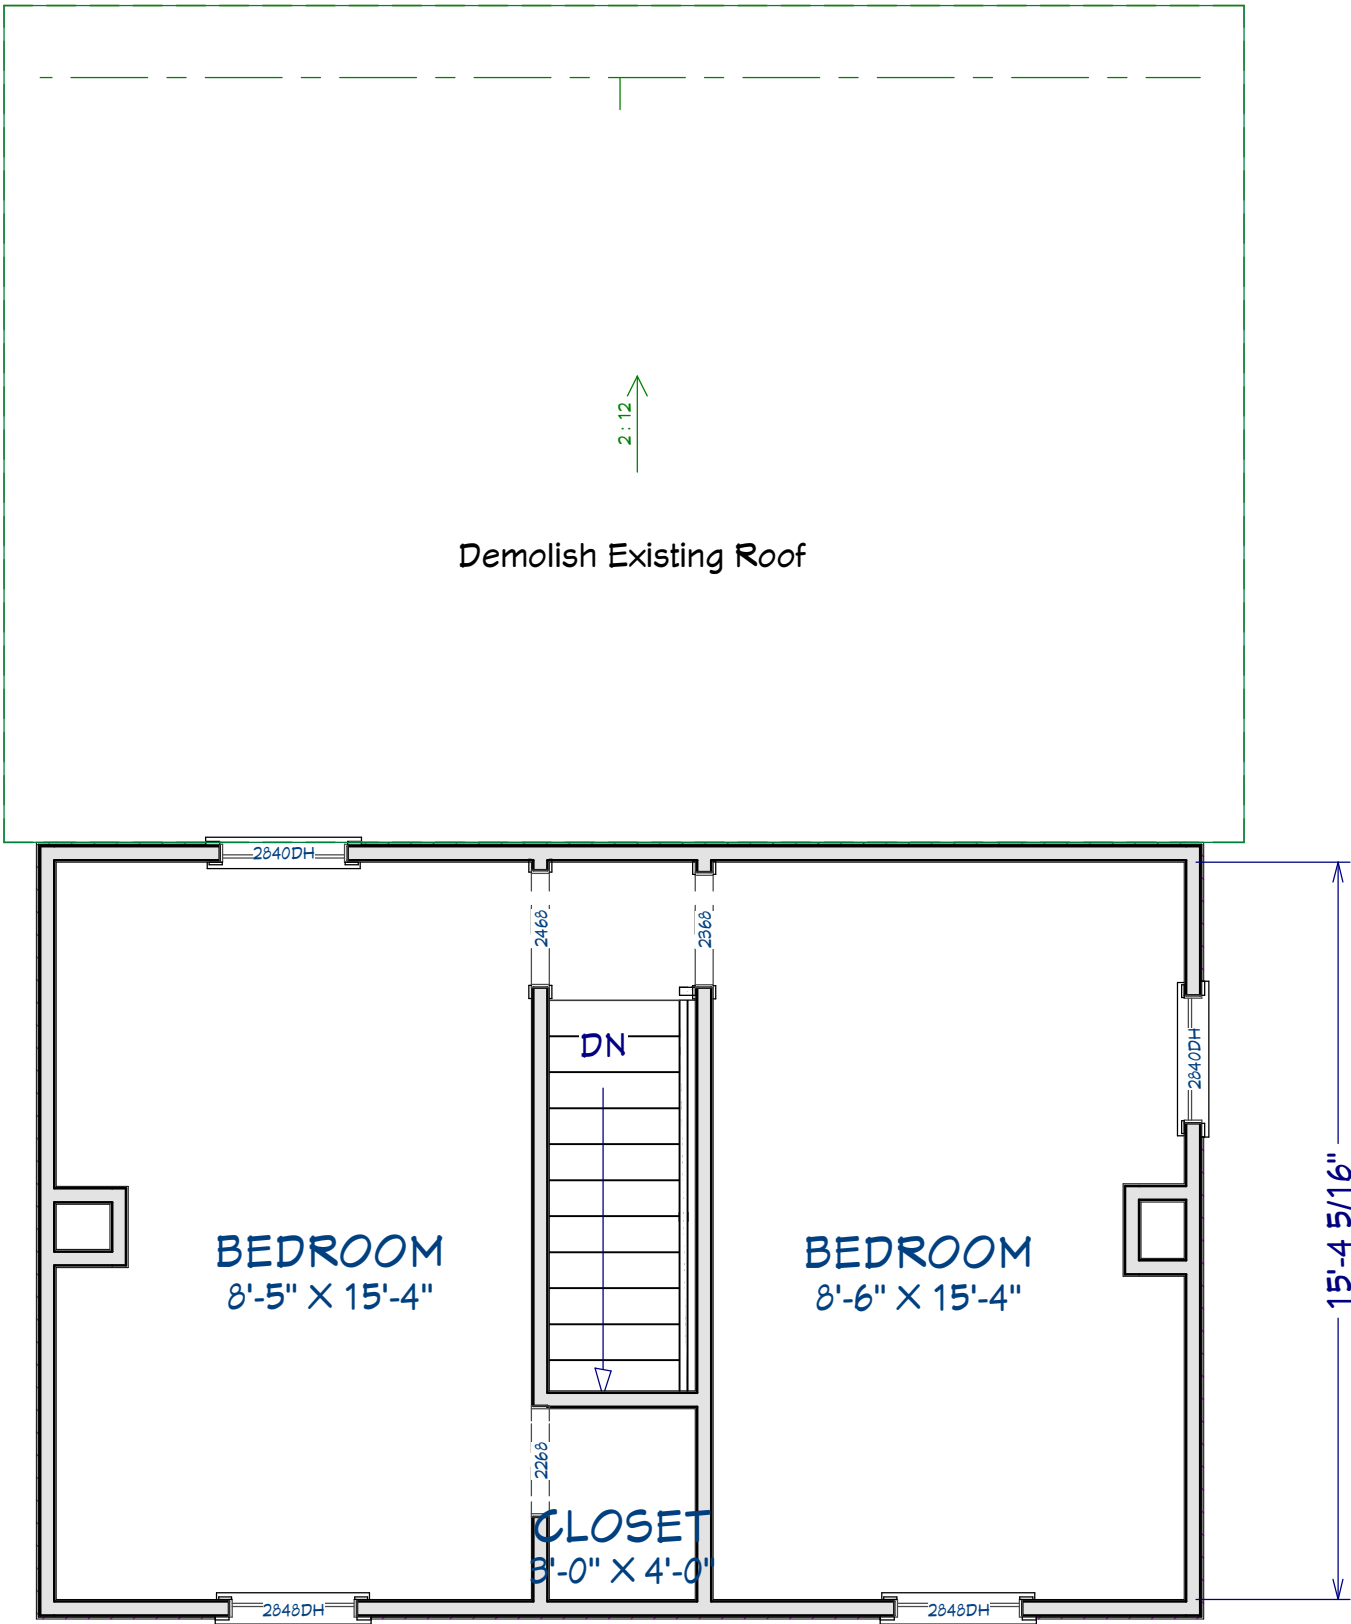 2 : 12
Demolish Existing Roof
2840DH
2468
2368
DN
2840DH
15'-4 5/16"
BEDROOM
8'-5" X 15'-4"
BEDROOM
8'-6" X 15'-4"
2268
CLOSET
3'-0" X 4'-0"
2848DH
2848DH